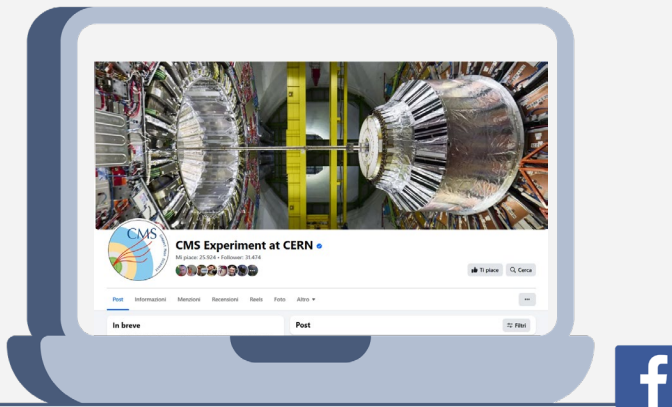 CMS
CMS Experiment at CERN
Mi piace: 25.924 • Follower: 31.474
Ti piace
Cerca
Post Informazioni Menzioni Recensioni Reels Foto Altro
In breve
Post
Filtri
f